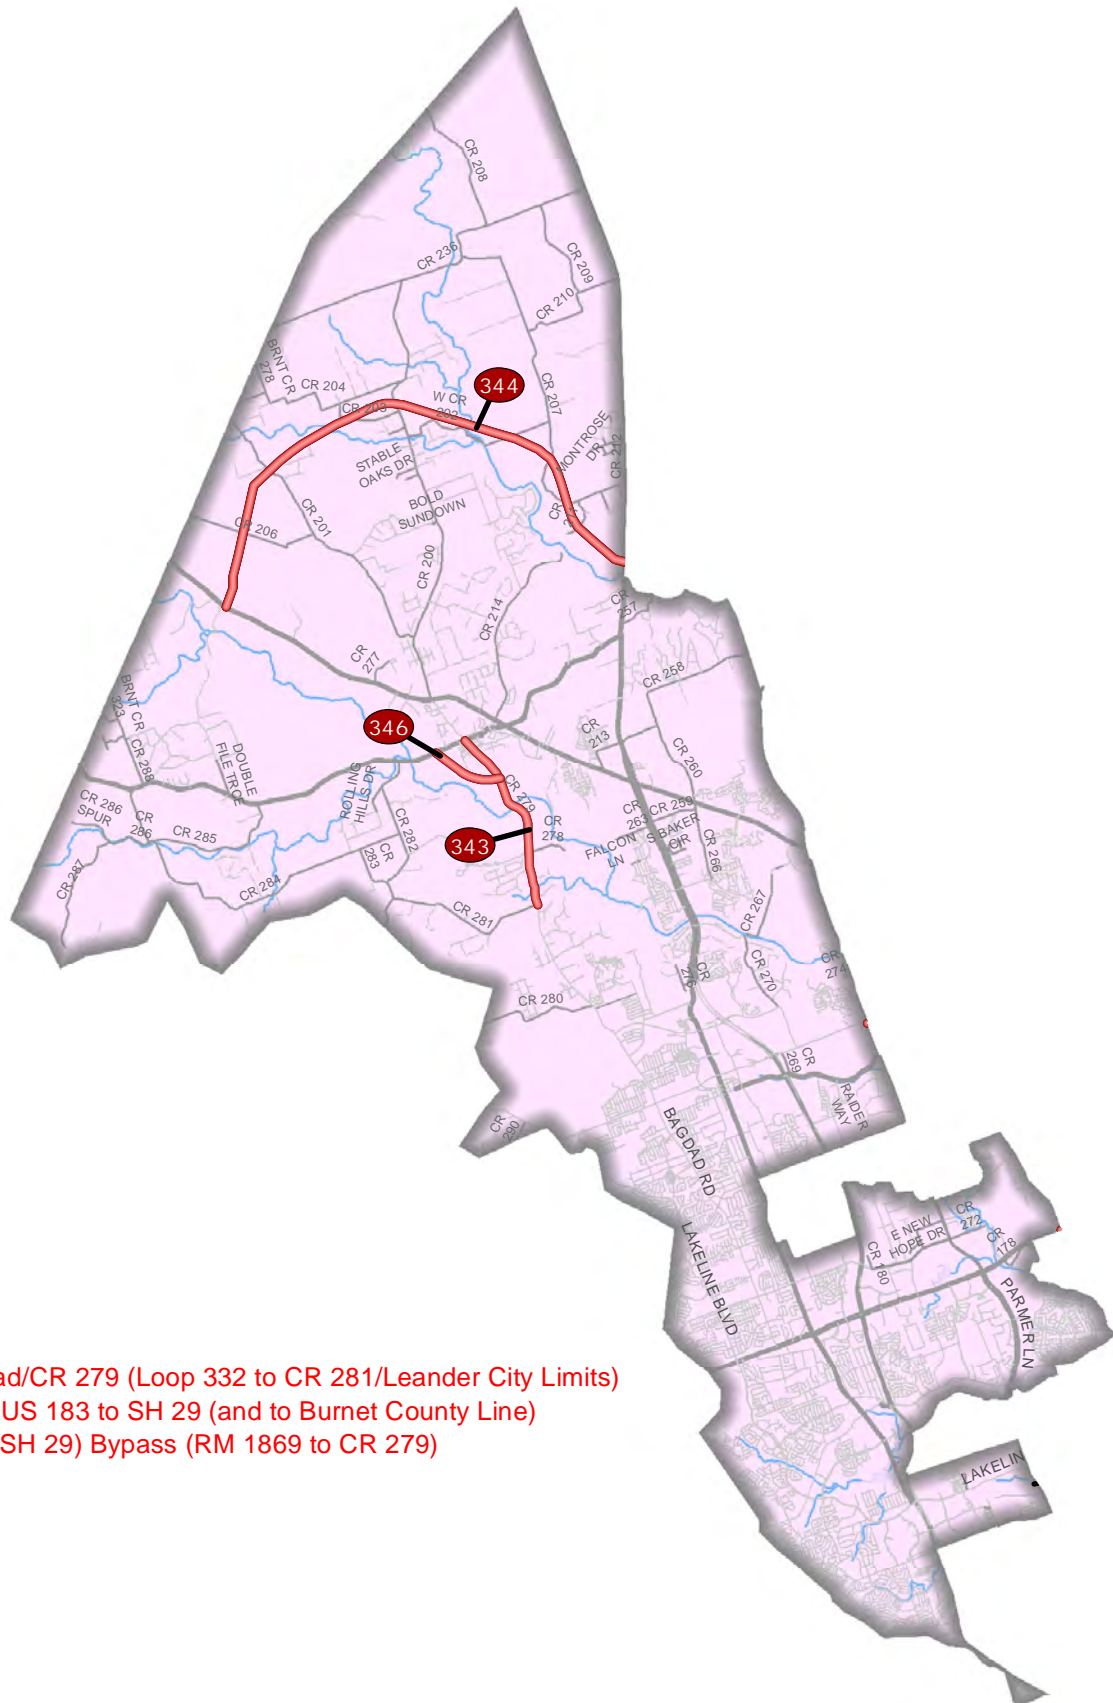 CR 208
CR 236
CR 209
CR 210
BRNT CR
278
CR 204
CR 203
W CR
202
344
CR 207
MONTROSE
DR
CR 212
STABLE
OAKS DR
BOLD
SUNDOWN
CR 201
CR 206
CR
CR 200
CR 214
CR
257
CR
277
CR 258
BRNT CR
323
CR 288
DOUBLE
FILE TRCE
346
ROLLING
HILLS DR
CR
213
CR 260
CR 279
CR 286
SPUR
CR
286
CR 285
CR 282
CR
283
343
CR
278
CR
263
CR 259
FALCON
LN
S BAKER
CIR
CR 266
CR 287
CR 284
CR 281
CR 267
CR 270
CR
274
CR
276
CR 280
CR
269
RAIDER
WAY
CR
290
BAGDAD RD
LAKELINE BLVD
CR
272
E NEW
HOPE DR
CR
178
CR 180
PARMER LN
ad/CR 279 (Loop 332 to CR 281/Leander City Limits)
US 183 to SH 29 (and to Burnet County Line)
SH 29) Bypass (RM 1869 to CR 279)
LAKELIN